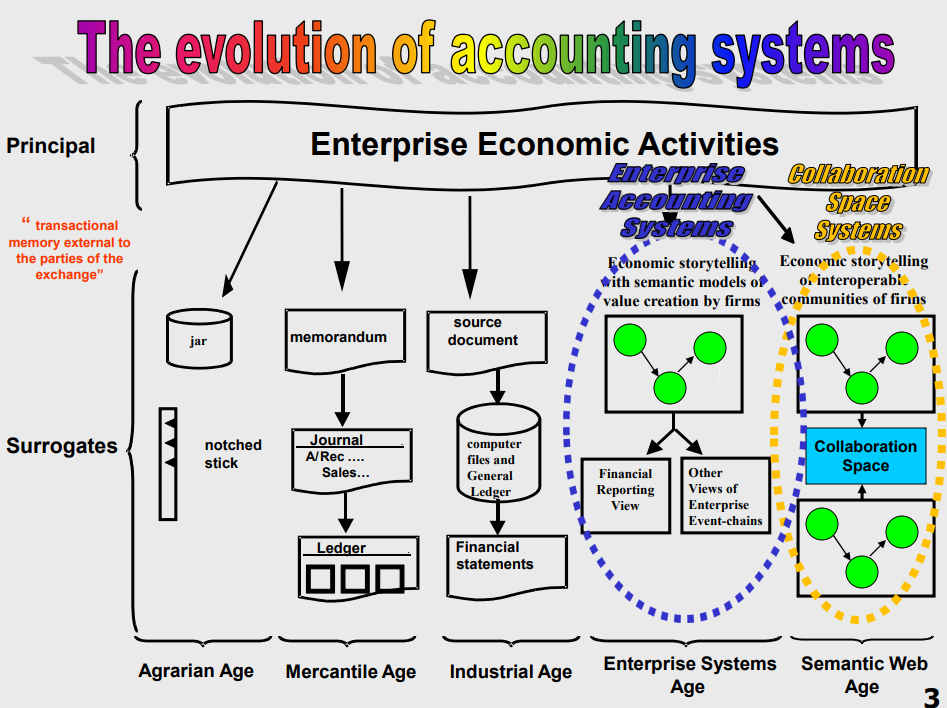 The evolution of accounting systems
Principal
Enterprise Economic Activities
“ transactional
memory external to
the parties of the
exchange”
Surrogates
jar
notched
stick
Agrarian Age
memorandum
Journal
A/Rec ….
Sales…
Ledger
Mercantile Age
source
document
computer
files and
General
Ledger
Financial
statements
Industrial Age
Enterprise
Accounting
Systems
Economic storytelling
with semantic models of
value creation by firms
Financial
Reporting
View
Other
Views of
Enterprise
Event-chains
Enterprise Systems
Age
Collaboration
Space
Systems
Economic storytelling
of interoperable
communities of firms
Collaboration
Space
Semantic Web
Age
3